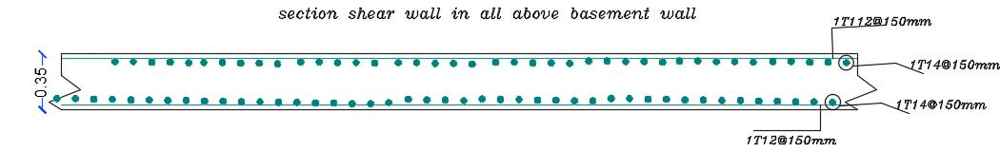 section shear wall in all above basement wall
1T112@150mm
1T14@150mm
0.35
1T14@150mm
1T12@150mm